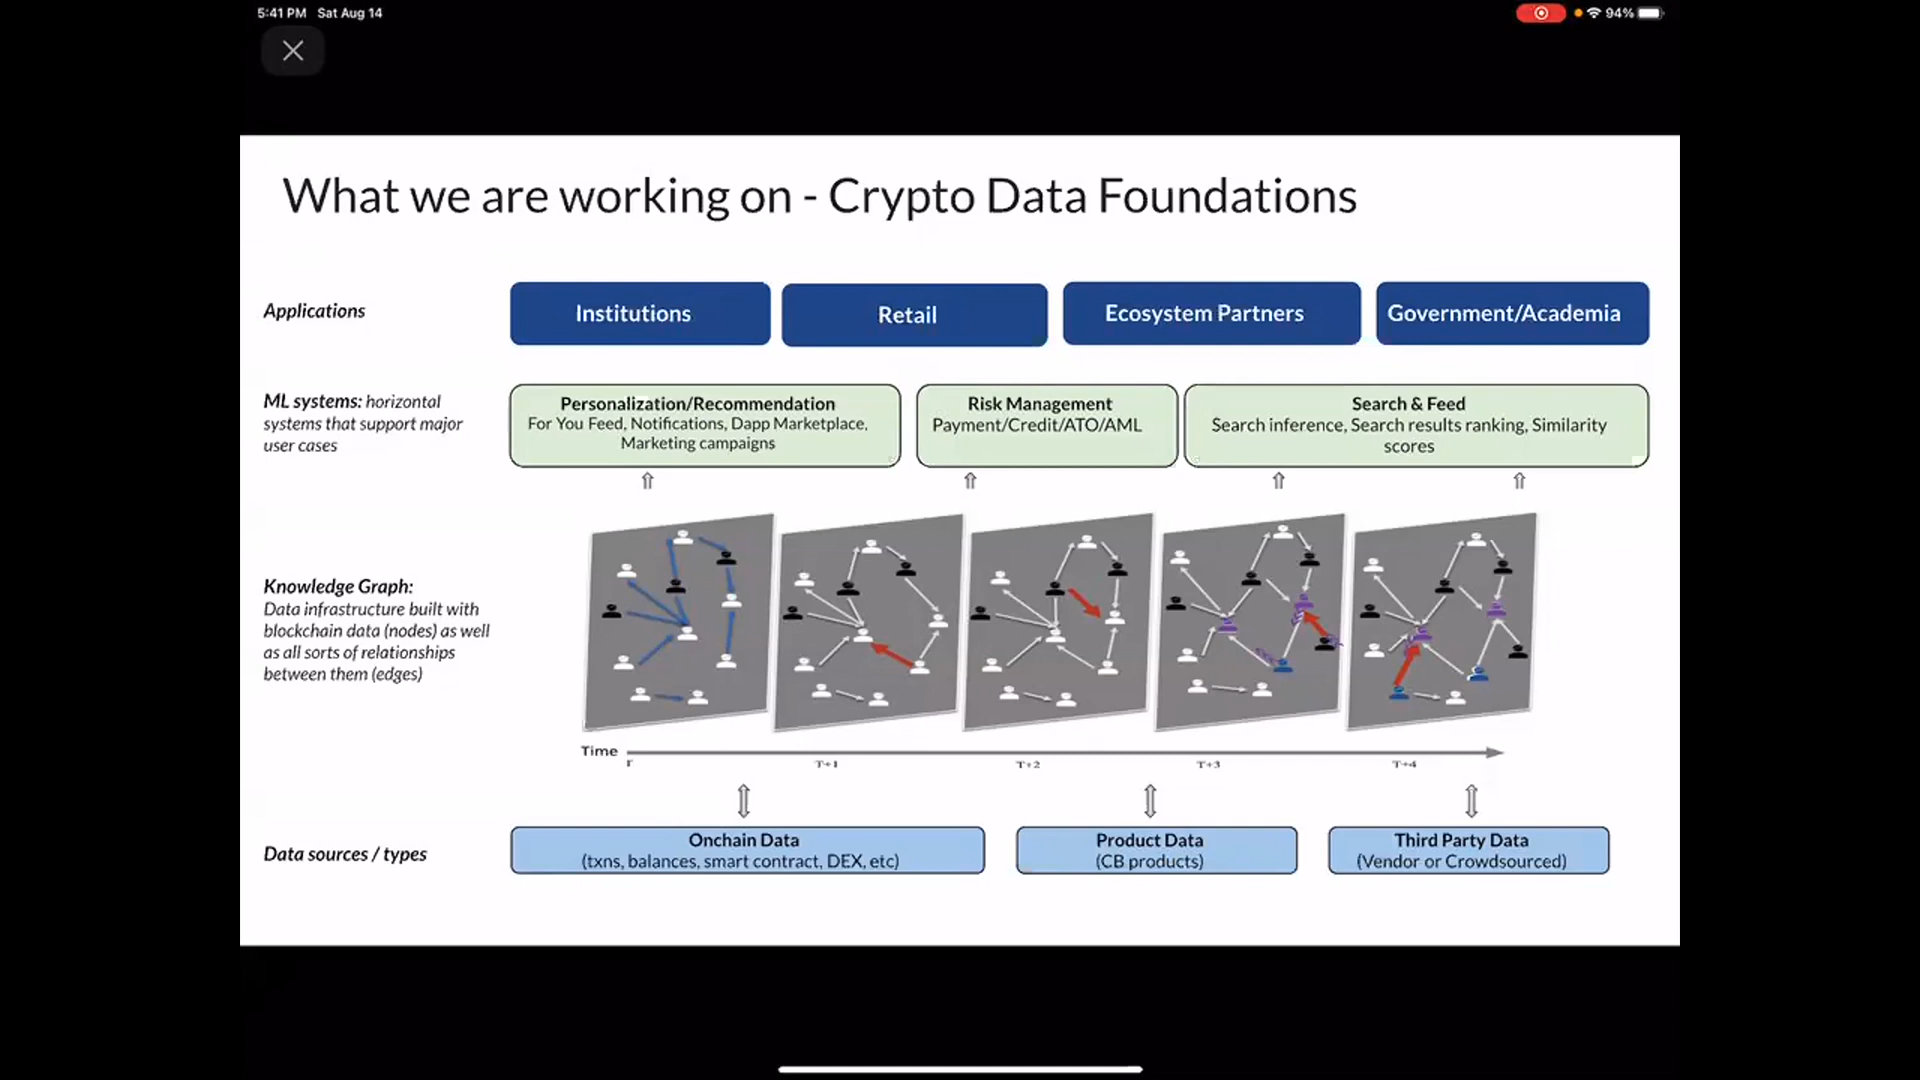 5:41 PM Sat Aug 14
94%
What we are working on - Crypto Data Foundations
Applications
Institutions
Retail
Ecosystem Partners
Government/Academia
ML systems: horizontal
systems that support major
user cases
Personalization/Recommendation
For You Feed, Notifications, Dapp Marketplace,
Marketing campaigns
Risk Management
Payment/Credit/ATO/AML
Search & Feed
Search inference, Search results ranking, Similarity
scores
Knowledge Graph:
Data infrastructure built with
blockchain data (nodes) as well
as all sorts of relationships
between them (edges)
Time
T
T+1
T+2
T+3
T+4
Data sources / types
Onchain Data
(txns, balances, smart contract, DEX, etc)
Product Data
(CB products)
Third Party Data
(Vendor or Crowdsourced)